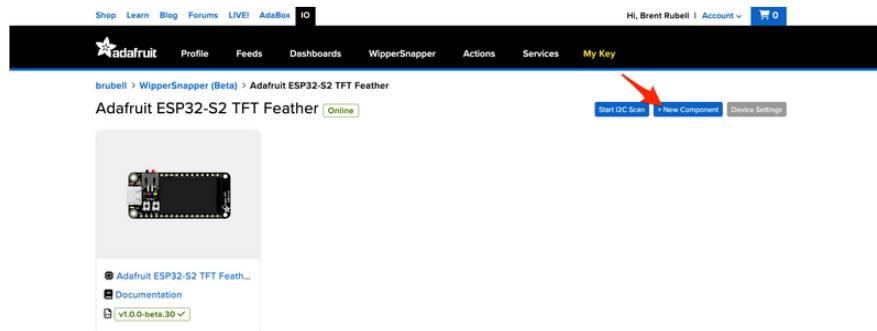 Shop Learn Blog Forums LIVE! AdaBox IO
Hi, Brent Rubell | Account 0
adafruit Profile Feeds Dashboards WipperSnapper Actions Services My Key
brubell > WipperSnapper (Beta) > Adafruit ESP32-S2 TFT Feather
Adafruit ESP32-S2 TFT Feather Online
Start I2C Scan + New Component Device Settings
Adafruit ESP32-S2 TFT Feath...
Documentation
v1.0.0-beta.30 ✓